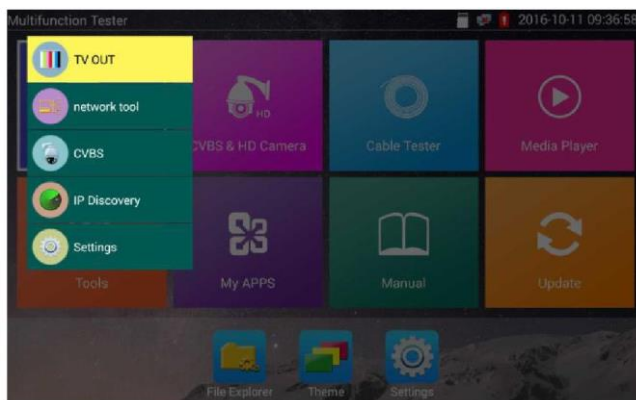 Multifunction Tester
2016-10-11 09:36:58
TV OUT
network tool
CVBS
IP Discovery
Settings
HD
CVBS & HD Camera
Cable Tester
Media Player
Tools
My APPS
Manual
Update
File Explorer
Theme
Settings